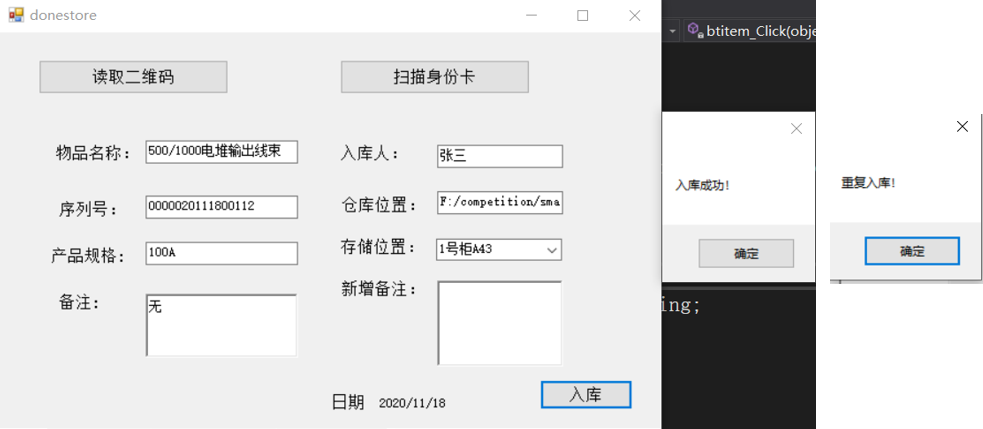 donestore
读取二维码
扫描身份卡
物品名称：
500/1000电堆输出线束
序列号：
0000020111800112
产品规格：
100A
备注：
无
入库人：
张三
仓库位置：
F:/competition/sma
存储位置：
1号柜A43
新增备注：
日期 2020/11/18
入库
btitem_Click(obje
入库成功!
确定
ing;
重复入库!
确定